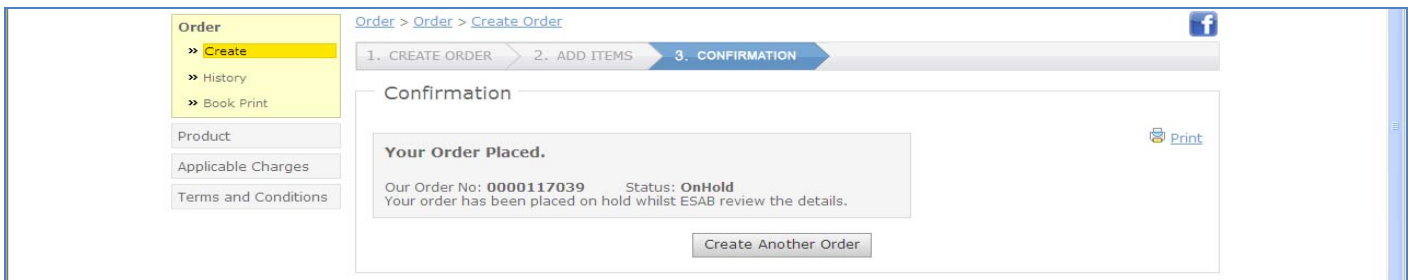 Order
» Create
» History
» Book Print
Product
Applicable Charges
Terms and Conditions
Order > Order > Create Order
1. CREATE ORDER 2. ADD ITEMS 3. CONFIRMATION
Confirmation
Print
Your Order Placed.
Our Order No: 0000117039 Status: OnHold
Your order has been placed on hold whilst ESAB review the details.
Create Another Order